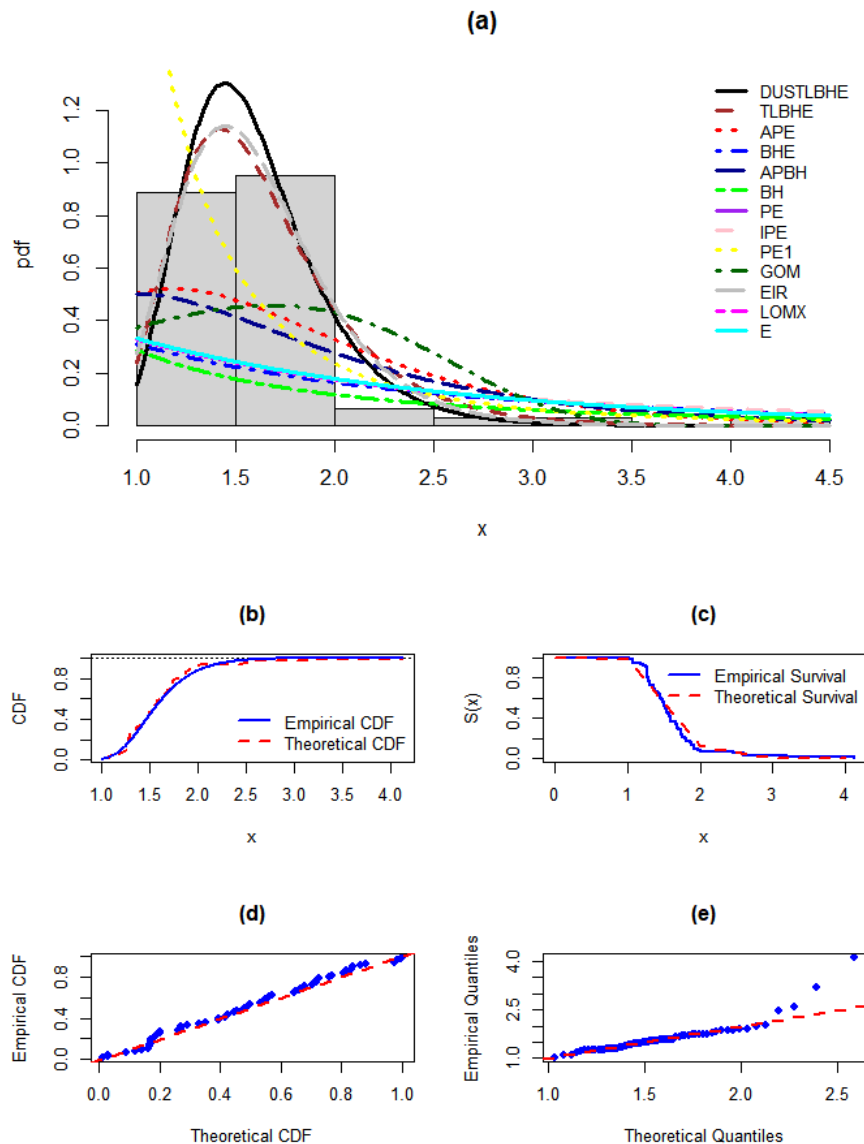 (a)
pdf
0.0 0.2 0.4 0.6 0.8 1.0 1.2
DUSTLBHE
TLBHE
APE
BHE
APBH
BH
PE
IPE
PE1
GOM
EIR
LOMX
E
1.0 1.5 2.0 2.5 3.0 3.5 4.0 4.5
x
(b)
CDF
0.0 0.4 0.8
Empirical CDF
Theoretical CDF
1.0 1.5 2.0 2.5 3.0 3.5 4.0
x
(c)
S(x)
0.0 0.4 0.8
Empirical Survival
Theoretical Survival
0 1 2 3 4
x
(d)
Empirical CDF
0.0 0.4 0.8
0.0 0.2 0.4 0.6 0.8 1.0
Theoretical CDF
(e)
Empirical Quantiles
1.0 2.5 4.0
1.0 1.5 2.0 2.5
Theoretical Quantiles